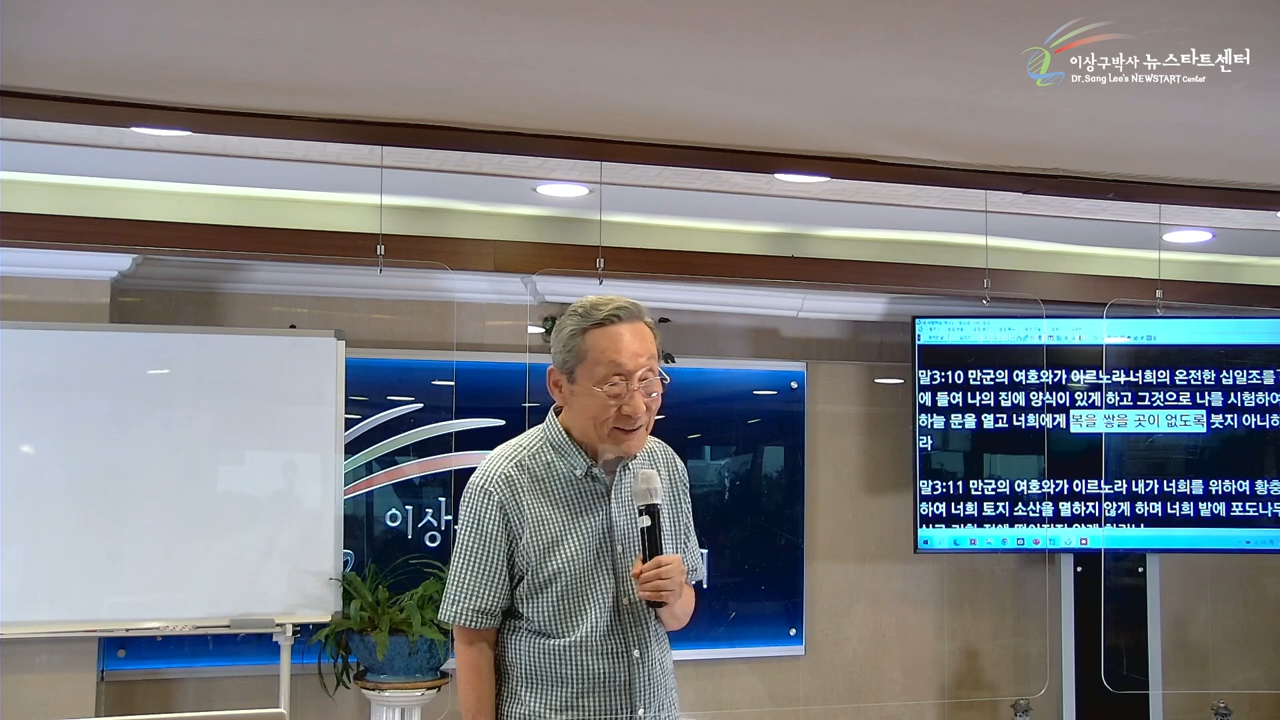 이상구박사 뉴스타트센터
Dr. Sang Lee's NEWSTART Center
말3:10 만군의 여호와가 이르노라 너희의 온전한 십일조를
에 들여 나의 집에 양식이 있게 하고 그것으로 나를 시험하여
하늘 문을 열고 너희에게 복을 쌓을 곳이 없도록 붓지 아니하
라
말3:11 만군의 여호와가 이르노라 내가 너희를 위하여 황충
하여 너희 토지 소산을 멸하지 않게 하며 너희 밭에 포도나무
이상